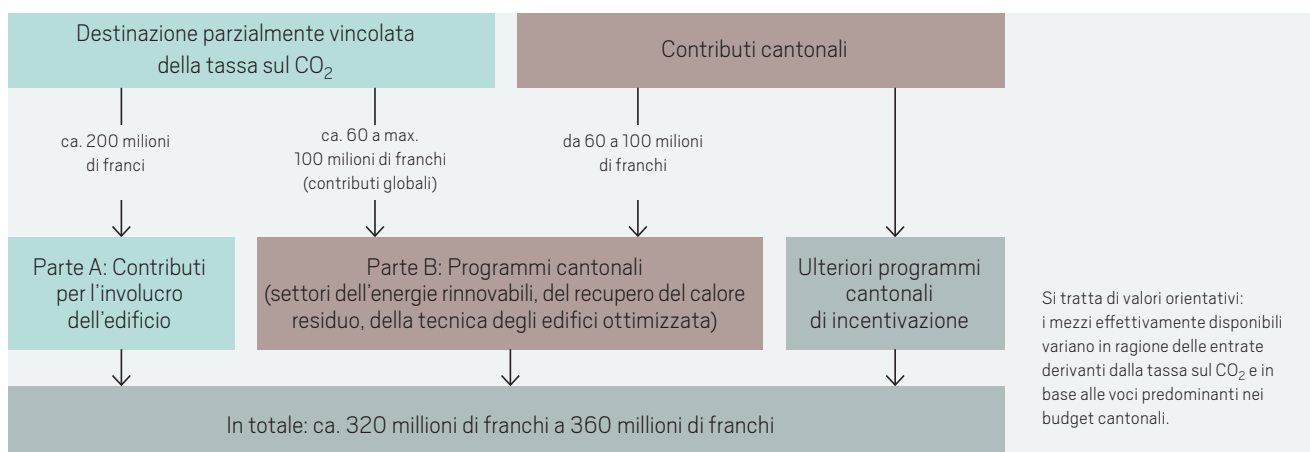 Destinazione parzialmente vincolata
della tassa sul CO₂
Contributi cantonali
ca. 200 milioni
di franci
ca. 60 a max.
100 milioni di franchi
(contributi globali)
da 60 a 100 milioni
di franchi
Parte A: Contributi
per l'involucro
dell'edificio
Parte B: Programmi cantonali
(settori dell'energie rinnovabili, del recupero del calore
residuo, della tecnica degli edifici ottimizzata)
Ulteriori programmi
cantonali
di incentivazione
Si tratta di valori orientativi:
i mezzi effettivamente disponibili
variano in ragione delle entrate
derivanti dalla tassa sul CO₂ e in
base alle voci predominanti nei
budget cantonali.
In totale: ca. 320 millioni di franchi a 360 millioni di franchi